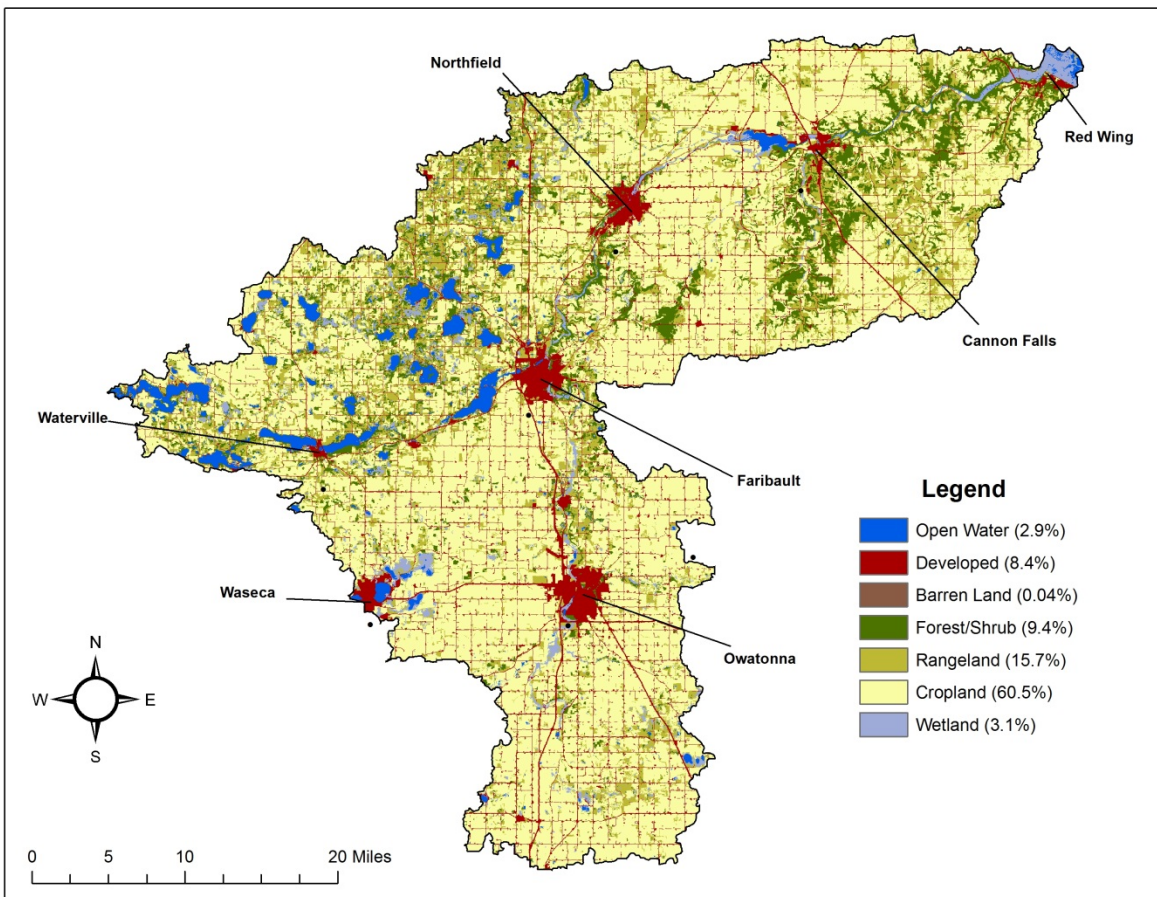 Northfield
Red Wing
Cannon Falls
Waterville
Faribault
Legend
Open Water (2.9%)
Developed (8.4%)
Barren Land (0.04%)
Forest/Shrub (9.4%)
Rangeland (15.7%)
Cropland (60.5%)
Wetland (3.1%)
Waseca
Owatonna
N
W
E
S
0 5 10 20 Miles